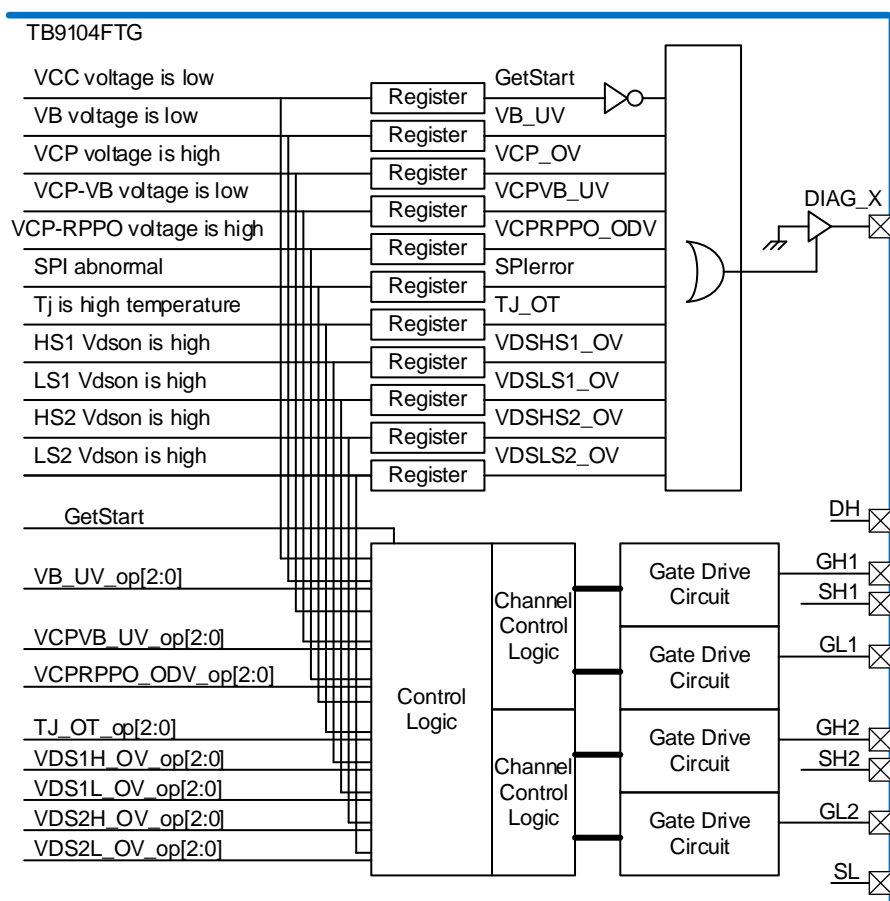 TB9104FTG
VCC voltage is low
Register
GetStart
VB voltage is low
Register
VB_UV
VCP voltage is high
Register
VCP_OV
VCP-VB voltage is low
Register
VCPVB_UV
DIAG_X
VCP-RPPO voltage is high
Register
VCPRPPO_ODV
SPI abnormal
Register
SPIerror
Tj is high temperature
Register
TJ_OT
HS1 Vdson is high
Register
VDSHS1_OV
LS1 Vdson is high
Register
VDSLS1_OV
HS2 Vdson is high
Register
VDSHS2_OV
LS2 Vdson is high
Register
VDSLS2_OV
GetStart
VB_UV_op[2:0]
VCPVB_UV_op[2:0]
VCPRPPO_ODV_op[2:0]
TJ_OT_op[2:0]
VDS1H_OV_op[2:0]
VDS1L_OV_op[2:0]
VDS2H_OV_op[2:0]
VDS2L_OV_op[2:0]
Control
Logic
Channel
Control
Logic
Channel
Control
Logic
Gate Drive
Circuit
Gate Drive
Circuit
Gate Drive
Circuit
Gate Drive
Circuit
DH
GH1
SH1
GL1
GH2
SH2
GL2
SL